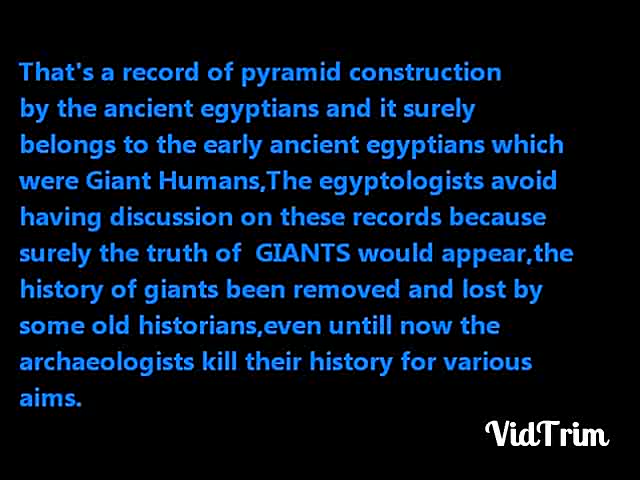 That's a record of pyramid construction
by the ancient egyptians and it surely
belongs to the early ancient egyptians which
were Giant Humans,The egyptologists avoid
having discussion on these records because
surely the truth of  GIANTS would appear,the
history of giants been removed and lost by
some old historians,even untill now the
archaeologists kill their history for various
aims.
VidTrim